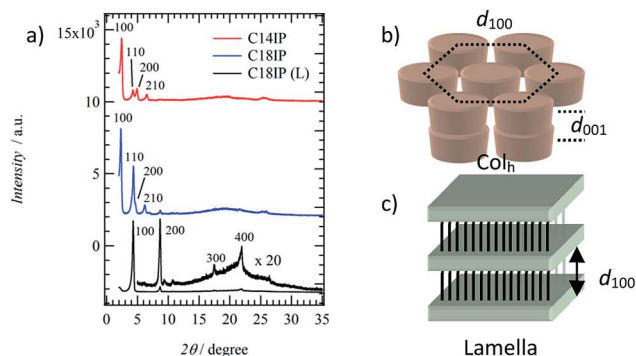 a)
15x10³
10
5
0
Intensity / a.u.
100
110
200
210
C14IP
C18IP
C18IP (L)
100
110
200
210
100
200
300
400
x 20
0
5
10
15
20
25
30
35
2θ / degree
b)
d₁₀₀
d₀₀₁
Colₕ
c)
d₁₀₀
Lamella